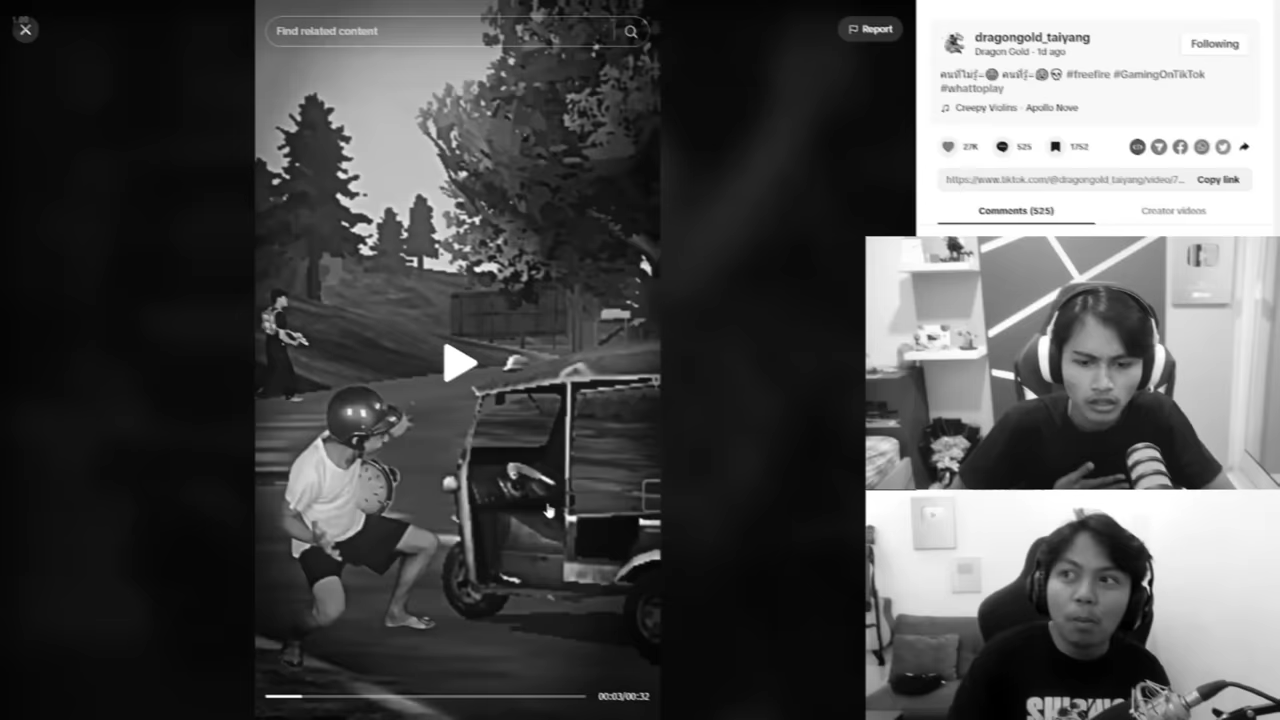 1.00
Find related content
Report
dragongold_taiyang
Dragon Gold · 1d ago
Following
คนที่ไม่รู้= คนที่รู้= #freefire #GamingOnTikTok
#whattoplay
Creepy Violins · Apollo Nove
27K
525
1752
https://www.tiktok.com/@dragongold_taiyang/video/7...
Copy link
Comments (525)
Creator videos
00:03/00:32